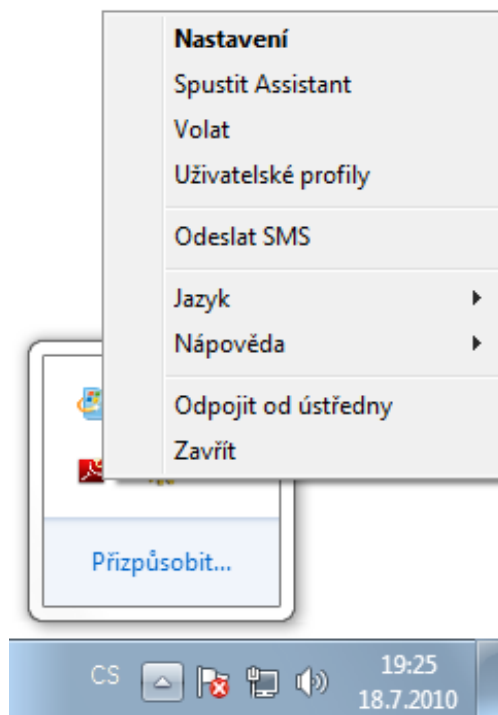 Nastavení
Spustit Assistant
Volat
Uživatelské profily
Odeslat SMS
Jazyk
Nápověda
Odpojit od ústředny
Zavřít
Přizpůsobit...
CS
19:25
18.7.2010